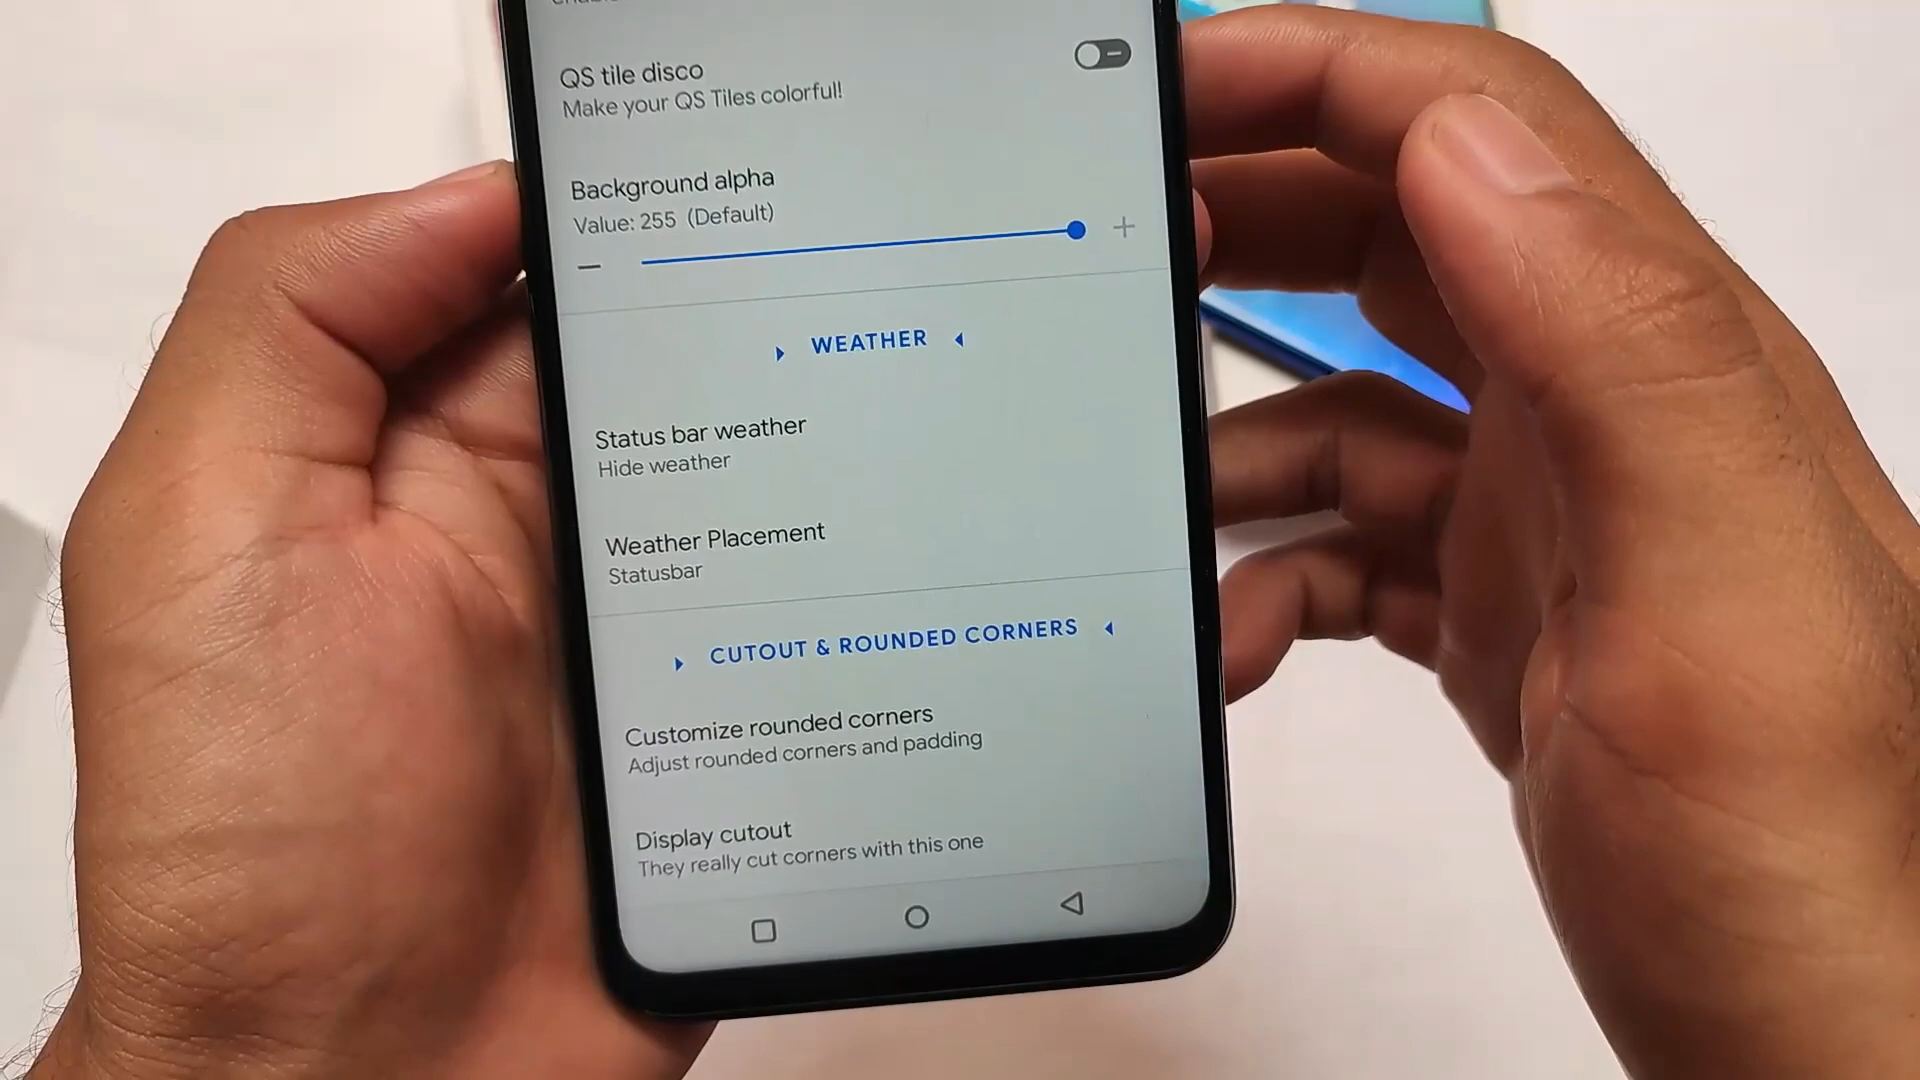 QS tile disco
Make your QS Tiles colorful!
Background alpha
Value: 255 (Default)
WEATHER
Status bar weather
Hide weather
Weather Placement
Statusbar
CUTOUT & ROUNDED CORNERS
Customize rounded corners
Adjust rounded corners and padding
Display cutout
They really cut corners with this one